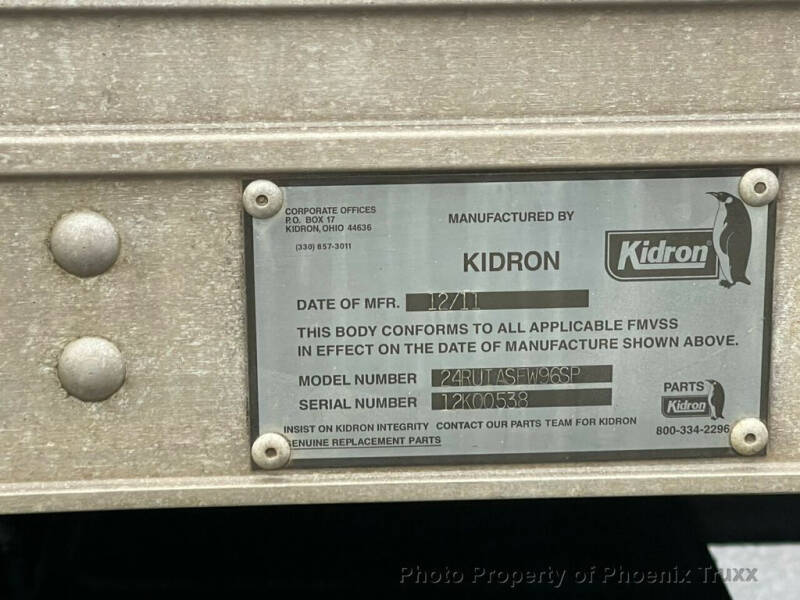 CORPORATE OFFICES
P.O. BOX 17
KIDRON, OHIO 44636
(330) 857-3011
MANUFACTURED BY
KIDRON
Kidron
DATE OF MFR. 12/11
THIS BODY CONFORMS TO ALL APPLICABLE FMVSS
IN EFFECT ON THE DATE OF MANUFACTURE SHOWN ABOVE.
MODEL NUMBER 24RUTASFW96SP
SERIAL NUMBER 12K00538
PARTS
Kidron
800-334-2296
INSIST ON KIDRON INTEGRITY CONTACT OUR PARTS TEAM FOR KIDRON
GENUINE REPLACEMENT PARTS
Photo Property of Phoenix Truxx